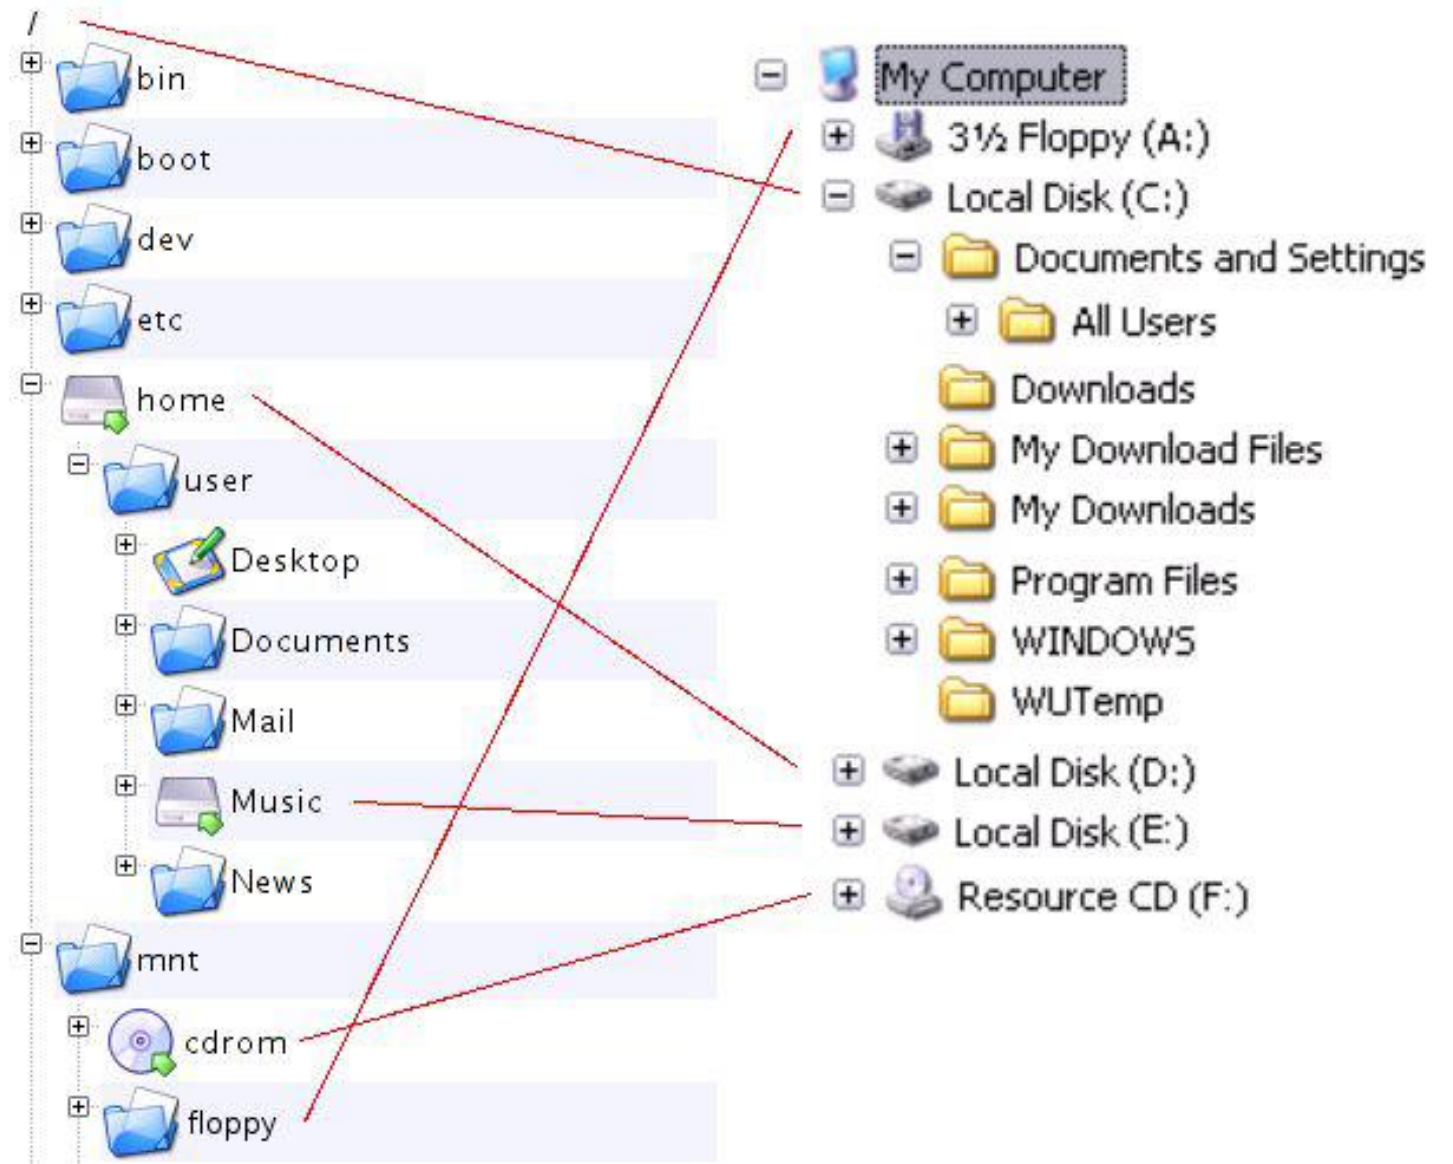 /
bin
boot
dev
etc
home
user
Desktop
Documents
Mail
Music
News
mnt
cdrom
floppy
My Computer
3½ Floppy (A:)
Local Disk (C:)
Documents and Settings
All Users
Downloads
My Download Files
My Downloads
Program Files
WINDOWS
WUTemp
Local Disk (D:)
Local Disk (E:)
Resource CD (F:)